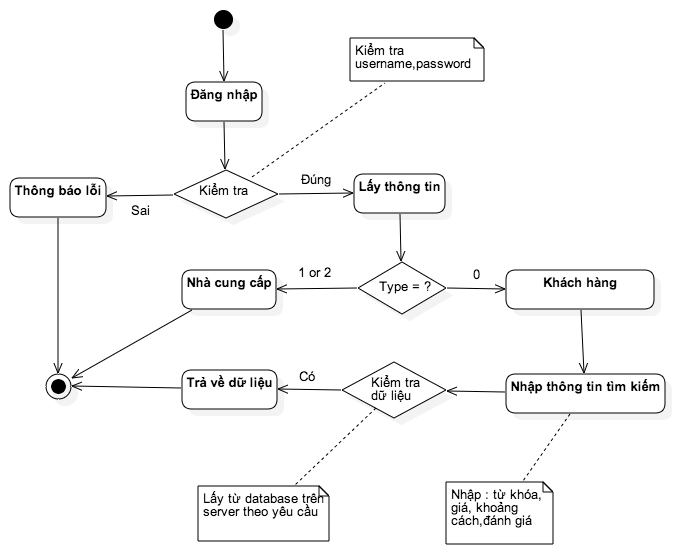 Kiểm tra
username,password
Đăng nhập
Thông báo lỗi
Sai
Kiểm tra
Đúng
Lấy thông tin
Nhà cung cấp
1 or 2
Type = ?
0
Khách hàng
Trả về dữ liệu
Có
Kiểm tra
dữ liệu
Nhập thông tin tìm kiếm
Lấy từ database trên
server theo yêu cầu
Nhập : từ khóa,
giá, khoảng
cách,đánh giá